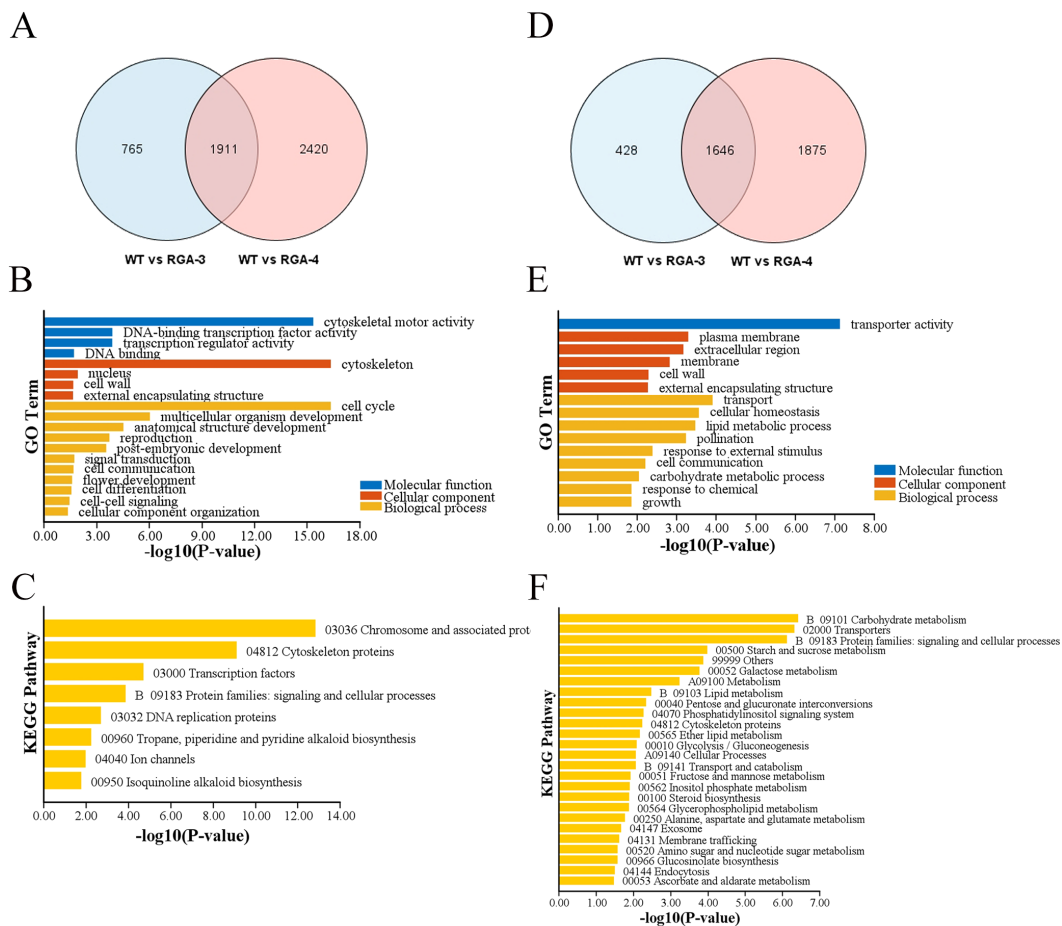 A
765
1911
2420
WT vs RGA-3
WT vs RGA-4
D
428
1646
1875
WT vs RGA-3
WT vs RGA-4
B
GO Term
cytoskeletal motor activity
DNA-binding transcription factor activity
transcription regulator activity
DNA binding
cytoskeleton
nucleus
cell wall
external encapsulating structure
cell cycle
multicellular organism development
anatomical structure development
reproduction
post-embryonic development
signal transduction
cell communication
flower development
cell differentiation
cell-cell signaling
cellular component organization
Molecular function
Cellular component
Biological process
0.00 3.00 6.00 9.00 12.00 15.00 18.00
-log10(P-value)
E
GO Term
transporter activity
plasma membrane
extracellular region
membrane
cell wall
external encapsulating structure
transport
cellular homeostasis
lipid metabolic process
pollination
response to external stimulus
cell communication
carbohydrate metabolic process
response to chemical
growth
Molecular function
Cellular component
Biological process
0.00 1.00 2.00 3.00 4.00 5.00 6.00 7.00 8.00
-log10(P-value)
C
KEGG Pathway
03036 Chromosome and associated prot
04812 Cytoskeleton proteins
03000 Transcription factors
B 09183 Protein families: signaling and cellular processes
03032 DNA replication proteins
00960 Tropane, piperidine and pyridine alkaloid biosynthesis
04040 Ion channels
00950 Isoquinoline alkaloid biosynthesis
0.00 2.00 4.00 6.00 8.00 10.00 12.00 14.00
-log10(P-value)
F
KEGG Pathway
B 09101 Carbohydrate metabolism
02000 Transporters
B 09183 Protein families: signaling and cellular processes
00500 Starch and sucrose metabolism
99999 Others
00052 Galactose metabolism
A09100 Metabolism
B 09103 Lipid metabolism
00040 Pentose and glucuronate interconversions
04070 Phosphatidylinositol signaling system
04812 Cytoskeleton proteins
00565 Ether lipid metabolism
00010 Glycolysis / Gluconeogenesis
A09140 Cellular Processes
B 09141 Transport and catabolism
00051 Fructose and mannose metabolism
00562 Inositol phosphate metabolism
00100 Steroid biosynthesis
00564 Glycerophospholipid metabolism
00250 Alanine, aspartate and glutamate metabolism
04147 Exosome
04131 Membrane trafficking
00520 Amino sugar and nucleotide sugar metabolism
00966 Glucosinolate biosynthesis
04144 Endocytosis
00053 Ascorbate and aldarate metabolism
0.00 1.00 2.00 3.00 4.00 5.00 6.00 7.00
-log10(P-value)